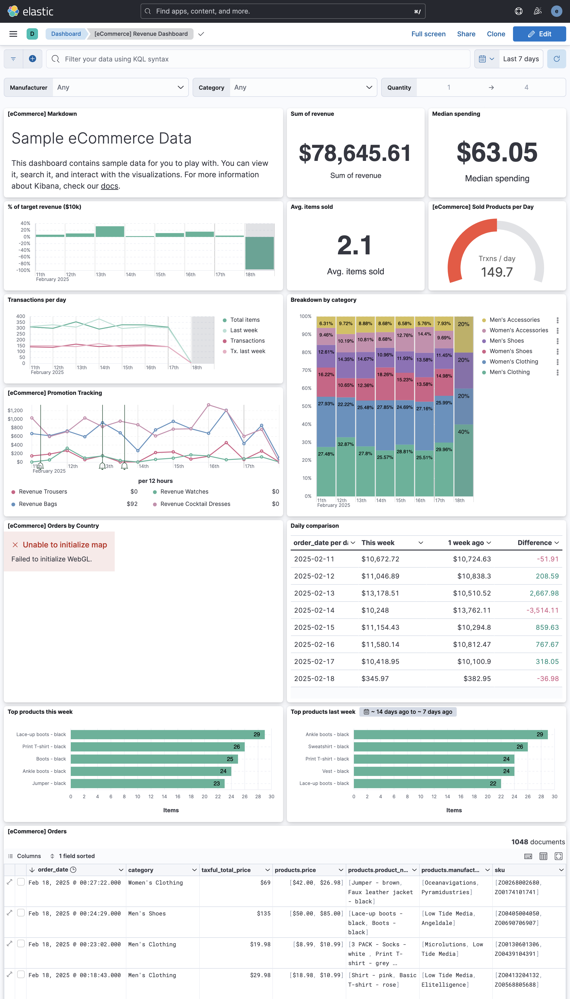 elastic
Find apps, content, and more.
⌘/
e
D
Dashboard
[eCommerce] Revenue Dashboard
Full screen
Share
Clone
Edit
Filter your data using KQL syntax
Last 7 days
Manufacturer Any
Category Any
Quantity 1 → 4
[eCommerce] Markdown
Sample eCommerce Data
This dashboard contains sample data for you to play with. You can view
it, search it, and interact with the visualizations. For more information
about Kibana, check our docs.
Sum of revenue
$78,645.61
Sum of revenue
Median spending
$63.05
Median spending
% of target revenue ($10k)
40%
20%
0%
-20%
-40%
-60%
-80%
-100%
11th 12th 13th 14th 15th 16th 17th 18th
February 2025
Avg. items sold
2.1
Avg. items sold
[eCommerce] Sold Products per Day
Trxns / day
149.7
Transactions per day
400
350
300
250
200
150
100
50
0
11th 12th 13th 14th 15th 16th 17th 18th
February 2025
Total items
Last week
Transactions
Tx. last week
Breakdown by category
100%
90%
80%
70%
60%
50%
40%
30%
20%
10%
0%
6.31% 9.72% 8.88% 8.68% 6.58% 5.76% 7.93% 20%
9.46% 10.19% 10.81% 8.68% 12.76% 14.4% 9.69%
12.61% 14.35% 14.67% 10.96% 11.93% 13.58% 11.45% 20%
16.22% 10.65% 12.36% 18.26% 15.23% 13.58% 14.98%
27.93% 22.22% 25.48% 27.85% 24.69% 27.16% 25.99% 20%
27.48% 32.87% 27.8% 25.57% 28.81% 25.51% 29.96% 40%
11th 12th 13th 14th 15th 16th 17th 18th
February 2025
Men's Accessories
Women's Accessories
Men's Shoes
Women's Shoes
Women's Clothing
Men's Clothing
[eCommerce] Promotion Tracking
$1,200
$1,000
$800
$600
$400
$200
$0
12th 13th 14th 15th 16th 17th
February 2025
per 12 hours
Revenue Trousers $0 Revenue Watches $0
Revenue Bags $92 Revenue Cocktail Dresses $0
[eCommerce] Orders by Country
Unable to initialize map
Failed to initialize WebGL.
Daily comparison
order_date per da This week 1 week ago Difference
2025-02-11 $10,672.72 $10,724.63 -51.91
2025-02-12 $11,046.89 $10,838.3 208.59
2025-02-13 $13,178.51 $10,510.52 2,667.98
2025-02-14 $10,248 $13,762.11 -3,514.11
2025-02-15 $11,154.43 $10,294.8 859.63
2025-02-16 $11,580.14 $10,812.47 767.67
2025-02-17 $10,418.95 $10,100.9 318.05
2025-02-18 $345.97 $382.95 -36.98
Top products this week
Lace-up boots - black 29
Print T-shirt - black 26
Boots - black 25
Ankle boots - black 24
Jumper - black 23
0 2 4 6 8 10 12 14 16 18 20 22 24 26 28 30
Items
Top products last week ~ 14 days ago to ~ 7 days ago
Ankle boots - black 29
Sweatshirt - black 26
Print T-shirt - black 24
Vest - black 24
Lace-up boots - black 22
0 2 4 6 8 10 12 14 16 18 20 22 24 26 28 30
Items
[eCommerce] Orders
1048 documents
Columns 1 field sorted
order_date category taxful_total_price products.price products.product_n... products.manufact... sku
Feb 18, 2025 @ 00:27:22.000 Women's Clothing $69 [$42.00, $26.98] [Jumper - brown, [Oceanavigations, [ZO0268002680,
Faux leather jacket Pyramidustries] ZO0174101741]
- black]
Feb 18, 2025 @ 00:24:29.000 Men's Shoes $135 [$50.00, $85.00] [Lace-up boots - [Low Tide Media, [ZO0405004050,
black, Boots - Angeldale] ZO0690706907]
black]
Feb 18, 2025 @ 00:23:02.000 Men's Clothing $19.98 [$8.99, $10.99] [3 PACK - Socks - [Microlutions, Low [ZO0130601306,
white , Print T- Tide Media] ZO0439104391]
shirt - grey ...
Feb 18, 2025 @ 00:18:43.000 Men's Clothing $29.98 [$18.98, $10.99] [Shirt - pink, Basic [Low Tide Media, [ZO0413204132,
T-shirt - rose] Elitelligence] ZO0568805688]